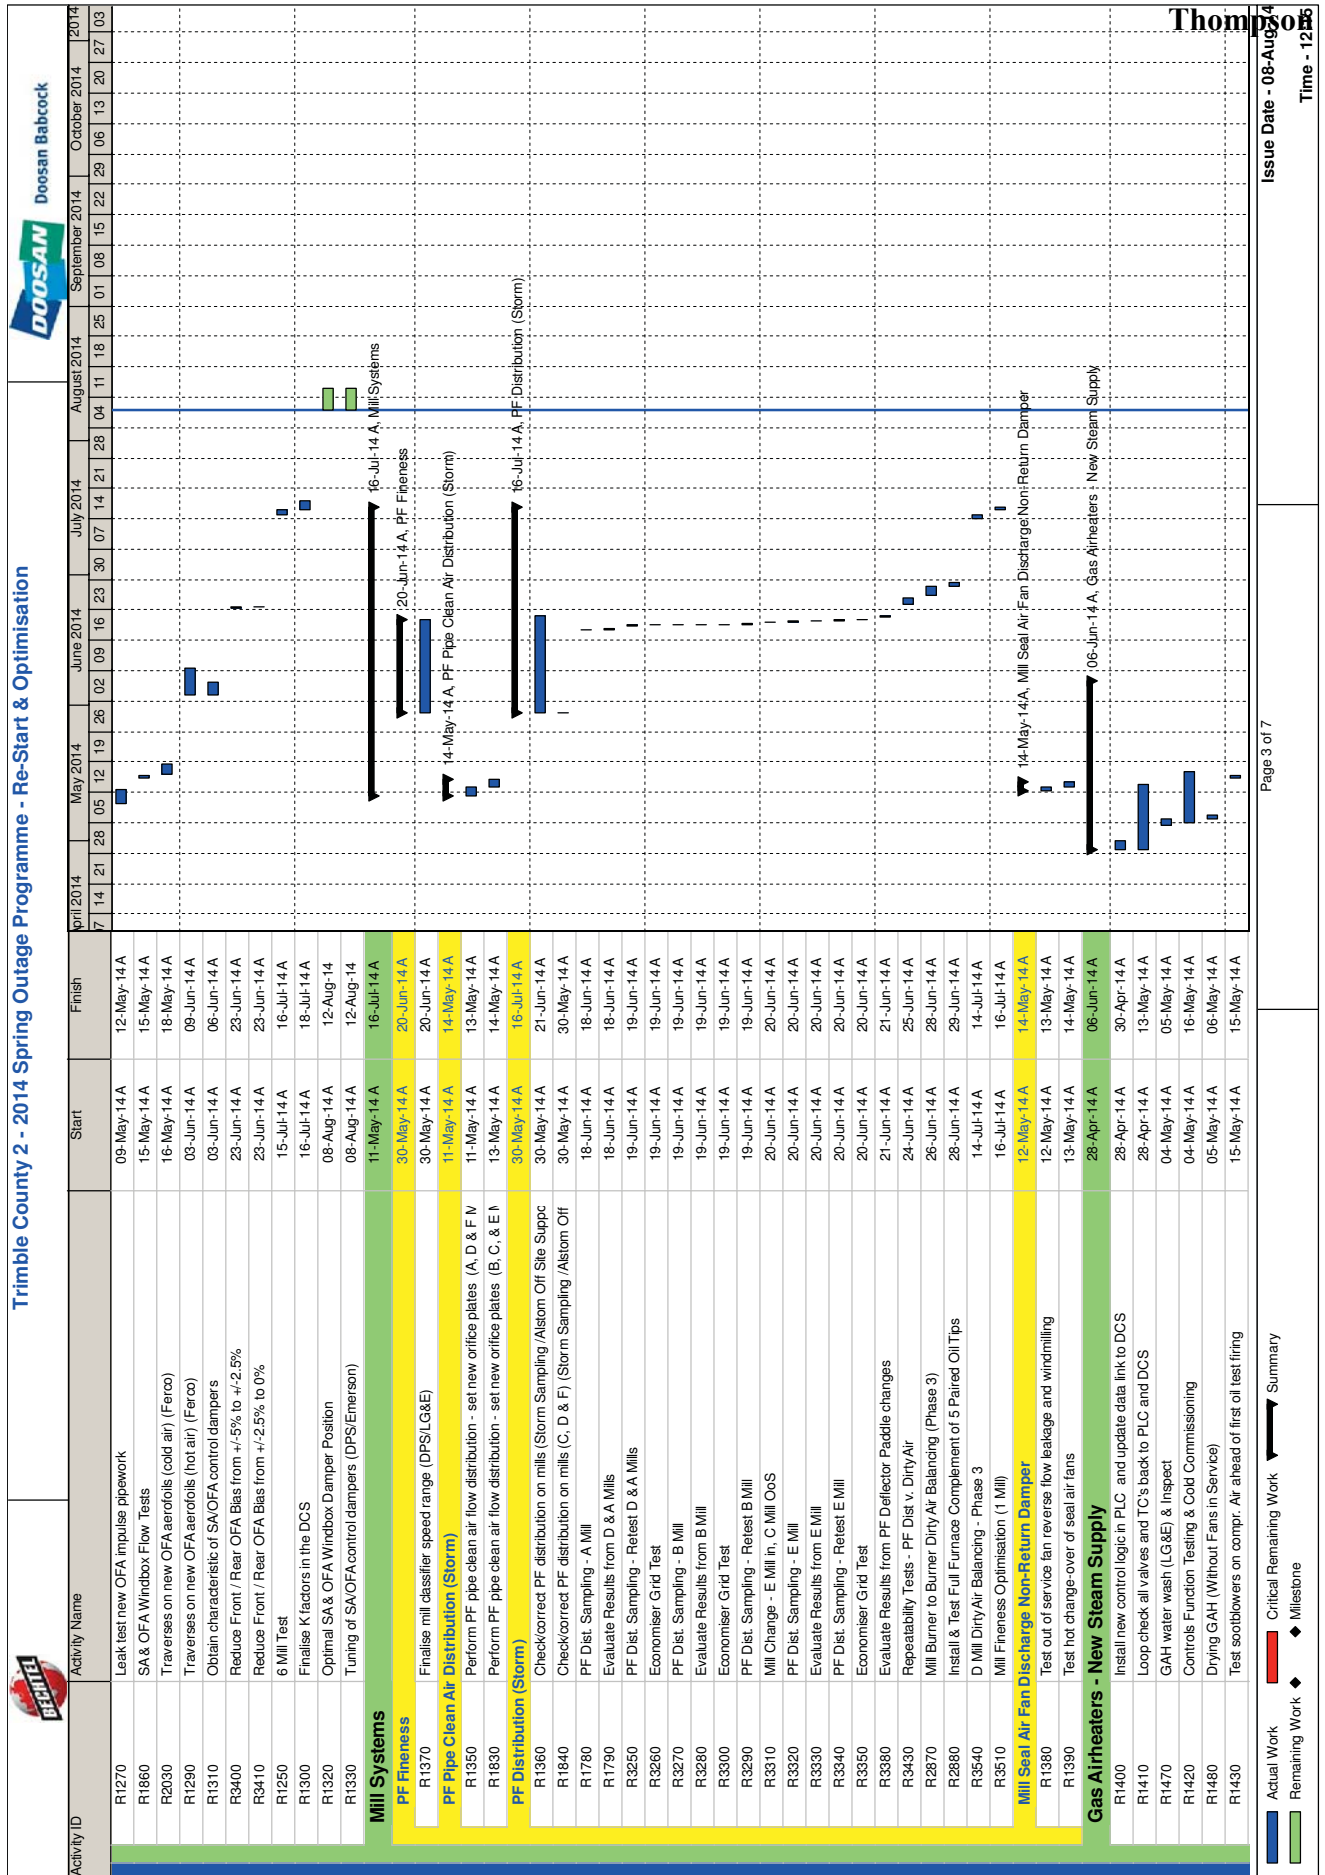 Thompson
BECHTEL
Trimble County 2 - 2014 Spring Outage Programme - Re-Start & Optimisation
DOOSAN Doosan Babcock
Activity ID Activity Name Start Finish pril 2014 May 2014 June 2014 July 2014 August 2014 September 2014 October 2014 2014
7 14 21 28 05 12 19 26 02 09 16 23 30 07 14 21 28 04 11 18 25 01 08 15 22 29 06 13 20 27 03
R1270 Leak test new OFA impulse pipework 09-May-14 A 12-May-14 A
R1860 SA & OFA Windbox Flow Tests 15-May-14 A 15-May-14 A
R2030 Traverses on new OFA aerofoils (cold air) (Ferco) 16-May-14 A 18-May-14 A
R1290 Traverses on new OFA aerofoils (hot air) (Ferco) 03-Jun-14 A 09-Jun-14 A
R1310 Obtain characteristic of SA/OFA control dampers 03-Jun-14 A 06-Jun-14 A
R3400 Reduce Front / Rear OFA Bias from +/-5% to +/-2.5% 23-Jun-14 A 23-Jun-14 A
R3410 Reduce Front / Rear OFA Bias from +/-2.5% to 0% 23-Jun-14 A 23-Jun-14 A
R1250 6 Mill Test 15-Jul-14 A 16-Jul-14 A
R1300 Finalise K factors in the DCS 16-Jul-14 A 18-Jul-14 A
R1320 Optimal SA & OFA Windbox Damper Position 08-Aug-14 A 12-Aug-14
R1330 Tuning of SA/OFA control dampers (DPS/Emerson) 08-Aug-14 A 12-Aug-14
Mill Systems 11-May-14 A 16-Jul-14 A 16-Jul-14 A, Mill Systems
PF Fineness 30-May-14 A 20-Jun-14 A 20-Jun-14 A, PF Fineness
R1370 Finalise mill classifier speed range (DPS/LG&E) 30-May-14 A 20-Jun-14 A
PF Pipe Clean Air Distribution (Storm) 11-May-14 A 14-May-14 A 14-May-14 A, PF Pipe Clean Air Distribution (Storm)
R1350 Perform PF pipe clean air flow distribution - set new orifice plates (A, D & F M 11-May-14 A 13-May-14 A
R1830 Perform PF pipe clean air flow distribution - set new orifice plates (B, C, & E M 13-May-14 A 14-May-14 A
PF Distribution (Storm) 30-May-14 A 16-Jul-14 A 16-Jul-14 A, PF Distribution (Storm)
R1360 Check/correct PF distribution on mills (Storm Sampling /Alstom Off Site Suppo 30-May-14 A 21-Jun-14 A
R1840 Check/correct PF distribution on mills (C, D & F) (Storm Sampling /Alstom Off 30-May-14 A 30-May-14 A
R1780 PF Dist. Sampling - A Mill 18-Jun-14 A 18-Jun-14 A
R1790 Evaluate Results from D & A Mills 18-Jun-14 A 18-Jun-14 A
R3250 PF Dist. Sampling - Retest D & A Mills 19-Jun-14 A 19-Jun-14 A
R3260 Economiser Grid Test 19-Jun-14 A 19-Jun-14 A
R3270 PF Dist. Sampling - B Mill 19-Jun-14 A 19-Jun-14 A
R3280 Evaluate Results from B Mill 19-Jun-14 A 19-Jun-14 A
R3300 Economiser Grid Test 19-Jun-14 A 19-Jun-14 A
R3290 PF Dist. Sampling - Retest B Mill 19-Jun-14 A 19-Jun-14 A
R3310 Mill Change - E Mill in, C Mill OoS 20-Jun-14 A 20-Jun-14 A
R3320 PF Dist. Sampling - E Mill 20-Jun-14 A 20-Jun-14 A
R3330 Evaluate Results from E Mill 20-Jun-14 A 20-Jun-14 A
R3340 PF Dist. Sampling - Retest E Mill 20-Jun-14 A 20-Jun-14 A
R3350 Economiser Grid Test 20-Jun-14 A 20-Jun-14 A
R3380 Evaluate Results from PF Deflector Paddle changes 21-Jun-14 A 21-Jun-14 A
R3430 Repeatability Tests - PF Dist v. Dirty Air 24-Jun-14 A 25-Jun-14 A
R2870 Mill Burner to Burner Dirty Air Balancing (Phase 3) 26-Jun-14 A 28-Jun-14 A
R2880 Install & Test Full Furnace Complement of 5 Paired Oil Tips 28-Jun-14 A 29-Jun-14 A
R3540 D Mill Dirty Air Balancing - Phase 3 14-Jul-14 A 14-Jul-14 A
R3510 Mill Fineness Optimisation (1 Mill) 16-Jul-14 A 16-Jul-14 A
Mill Seal Air Fan Discharge Non-Return Damper 12-May-14 A 14-May-14 A 14-May-14 A, Mill Seal Air Fan Discharge Non-Return Damper
R1380 Test out of service fan reverse flow leakage and windmilling 12-May-14 A 13-May-14 A
R1390 Test hot change-over of seal air fans 13-May-14 A 14-May-14 A
Gas Airheaters - New Steam Supply 28-Apr-14 A 06-Jun-14 A 06-Jun-14 A, Gas Airheaters - New Steam Supply
R1400 Install new control logic in PLC and update data link to DCS 28-Apr-14 A 30-Apr-14 A
R1410 Loop check all valves and TC's back to PLC and DCS 28-Apr-14 A 13-May-14 A
R1470 GAH water wash (LG&E) & Inspect 04-May-14 A 05-May-14 A
R1420 Controls Function Testing & Cold Commissioning 04-May-14 A 16-May-14 A
R1480 Drying GAH (Without Fans in Service) 05-May-14 A 06-May-14 A
R1430 Test sootblowers on compr. Air ahead of first oil test firing 15-May-14 A 15-May-14 A
Actual Work Critical Remaining Work Summary
Remaining Work Milestone
Page 3 of 7
Issue Date - 08-Aug-14
Time - 12: